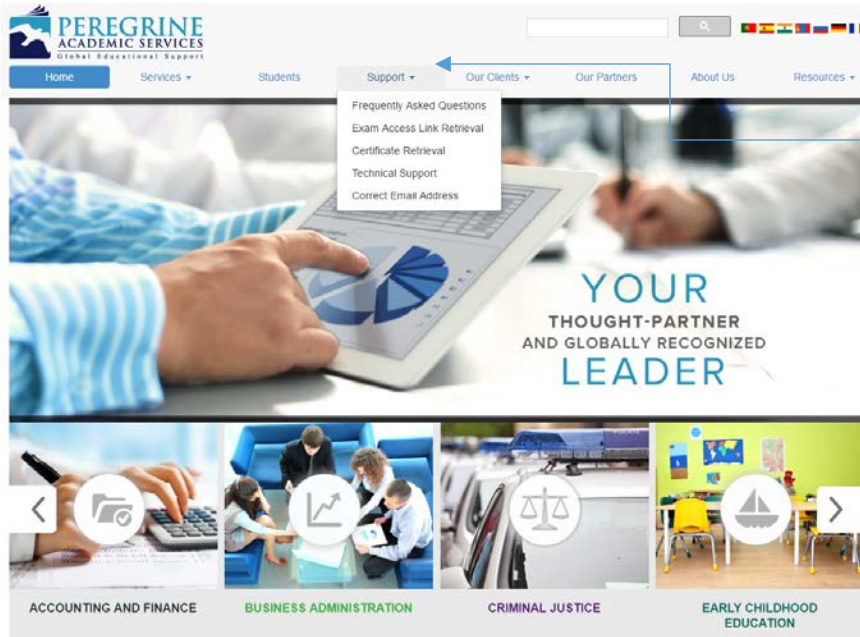 PEREGRINE
ACADEMIC SERVICES
Global Educational Support
Home Services Students Support Our Clients Our Partners About Us Resources
Frequently Asked Questions
Exam Access Link Retrieval
Certificate Retrieval
Technical Support
Correct Email Address
YOUR
THOUGHT-PARTNER
AND GLOBALLY RECOGNIZED
LEADER
ACCOUNTING AND FINANCE
BUSINESS ADMINISTRATION
CRIMINAL JUSTICE
EARLY CHILDHOOD
EDUCATION